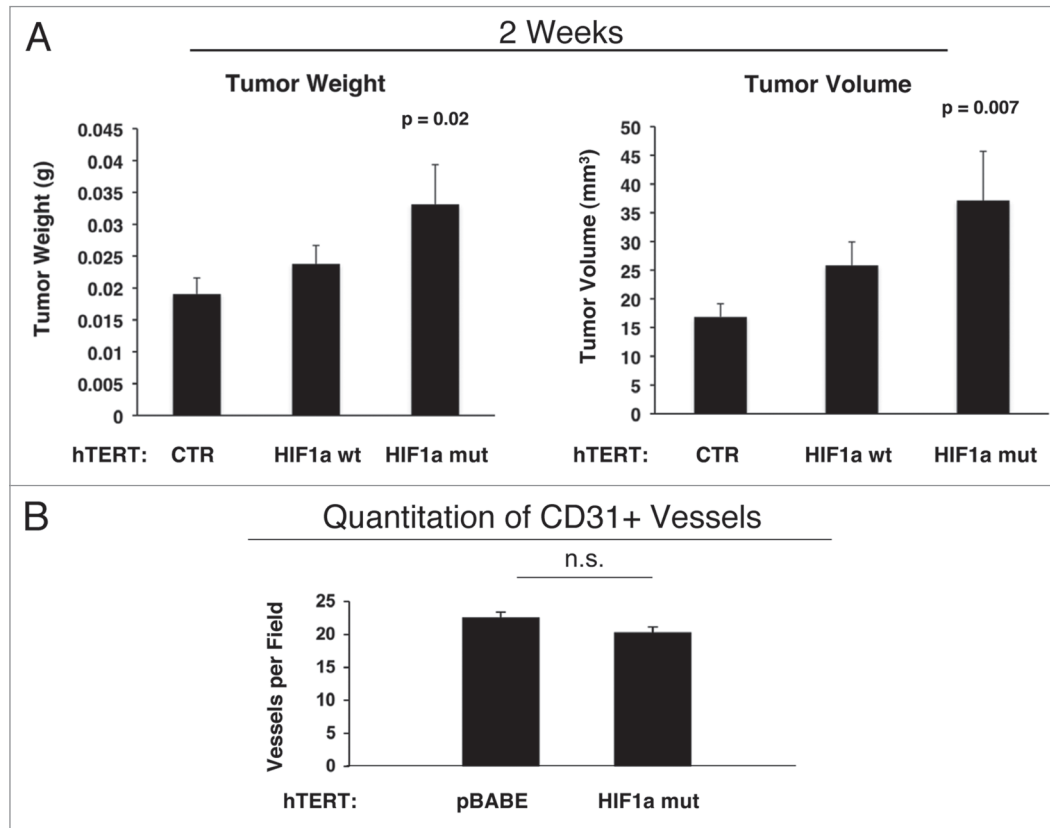 A
2 Weeks
Tumor Weight
p = 0.02
Tumor Weight (g)
0.045
0.04
0.035
0.03
0.025
0.02
0.015
0.01
0.005
0
hTERT: CTR HIF1a wt HIF1a mut
Tumor Volume
p = 0.007
Tumor Volume (mm³)
50
45
40
35
30
25
20
15
10
5
0
hTERT: CTR HIF1a wt HIF1a mut
B
Quantitation of CD31+ Vessels
n.s.
Vessels per Field
25
20
15
10
5
0
hTERT: pBABE HIF1a mut